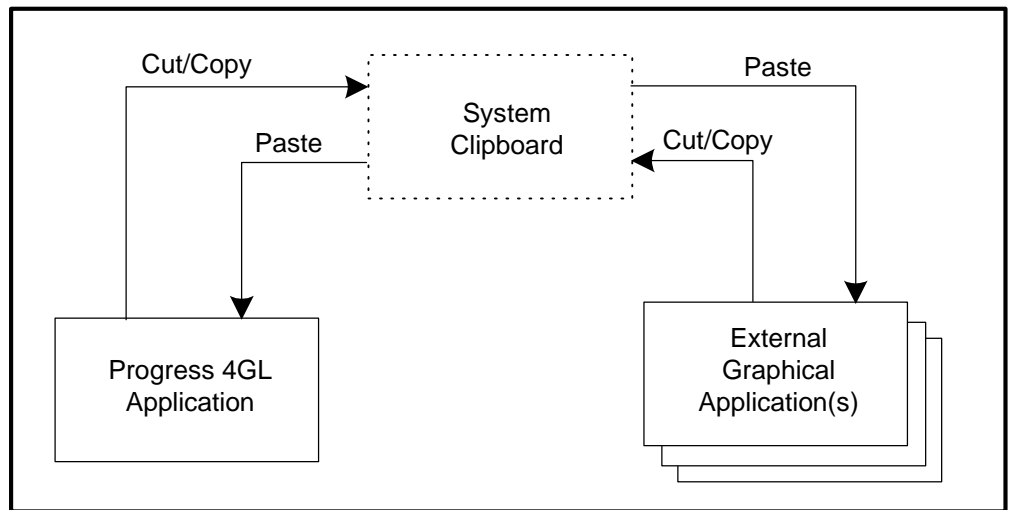 Cut/Copy
Paste
System
Clipboard
Paste
Cut/Copy
Progress 4GL
Application
External
Graphical
Application(s)